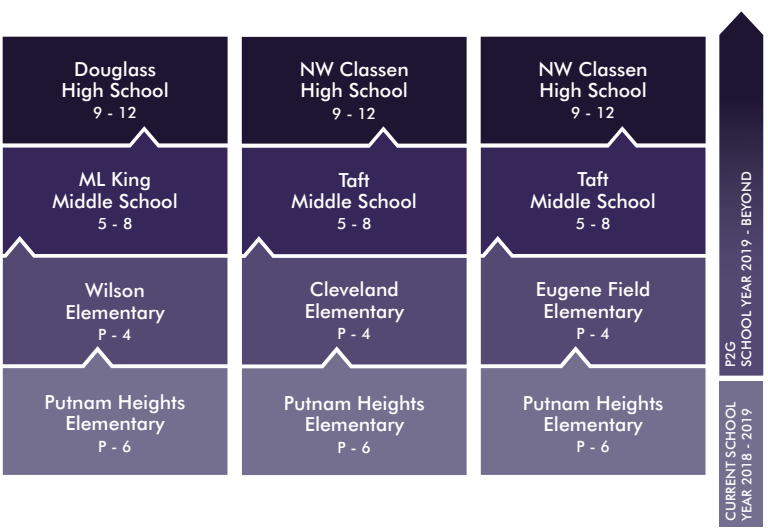 Douglass
High School
9 - 12
ML King
Middle School
5 - 8
Wilson
Elementary
P - 4
Putnam Heights
Elementary
P - 6
NW Classen
High School
9 - 12
Taft
Middle School
5 - 8
Cleveland
Elementary
P - 4
Putnam Heights
Elementary
P - 6
NW Classen
High School
9 - 12
Taft
Middle School
5 - 8
Eugene Field
Elementary
P - 4
Putnam Heights
Elementary
P - 6
P2G
SCHOOL YEAR 2019 - BEYOND
CURRENT SCHOOL
YEAR 2018 - 2019